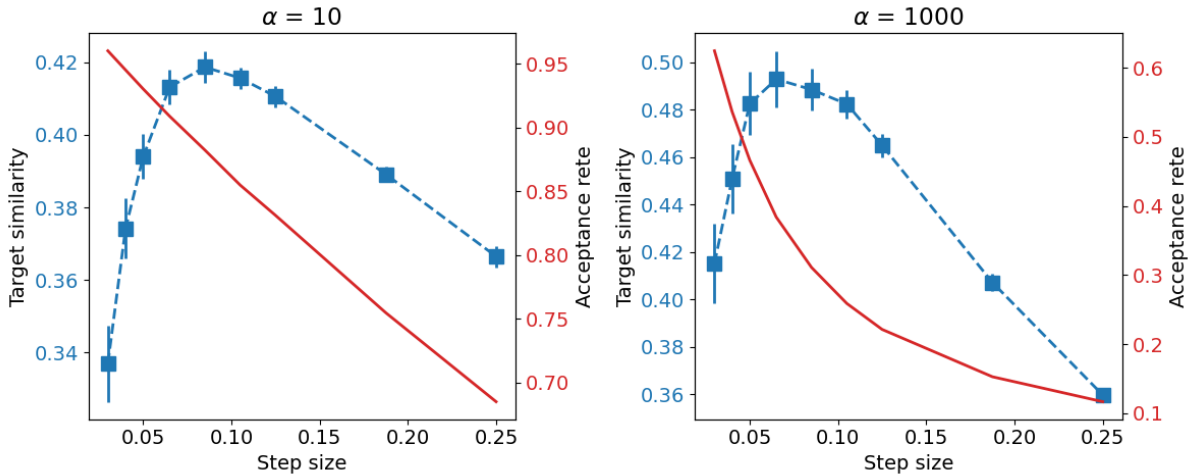 α = 10
0.42
0.40
0.38
0.36
0.34
Target similarity
0.95
0.90
0.85
0.80
0.75
0.70
Acceptance rete
0.05 0.10 0.15 0.20 0.25
Step size
α = 1000
0.50
0.48
0.46
0.44
0.42
0.40
0.38
0.36
Target similarity
0.6
0.5
0.4
0.3
0.2
0.1
Acceptance rete
0.05 0.10 0.15 0.20 0.25
Step size